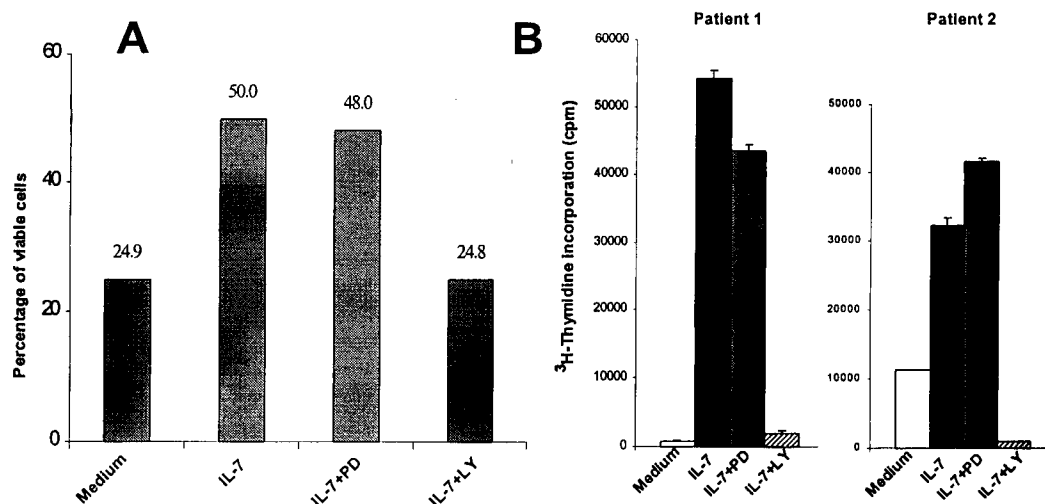 A
Percentage of viable cells
60
40
20
0
24.9
50.0
48.0
24.8
Medium
IL-7
IL-7+PD
IL-7+LY
B
Patient 1
³H-Thymidine incorporation (cpm)
60000
50000
40000
30000
20000
10000
0
Medium
IL-7
IL-7+PD
IL-7+LY
Patient 2
50000
40000
30000
20000
10000
0
Medium
IL-7
IL-7+PD
IL-7+LY